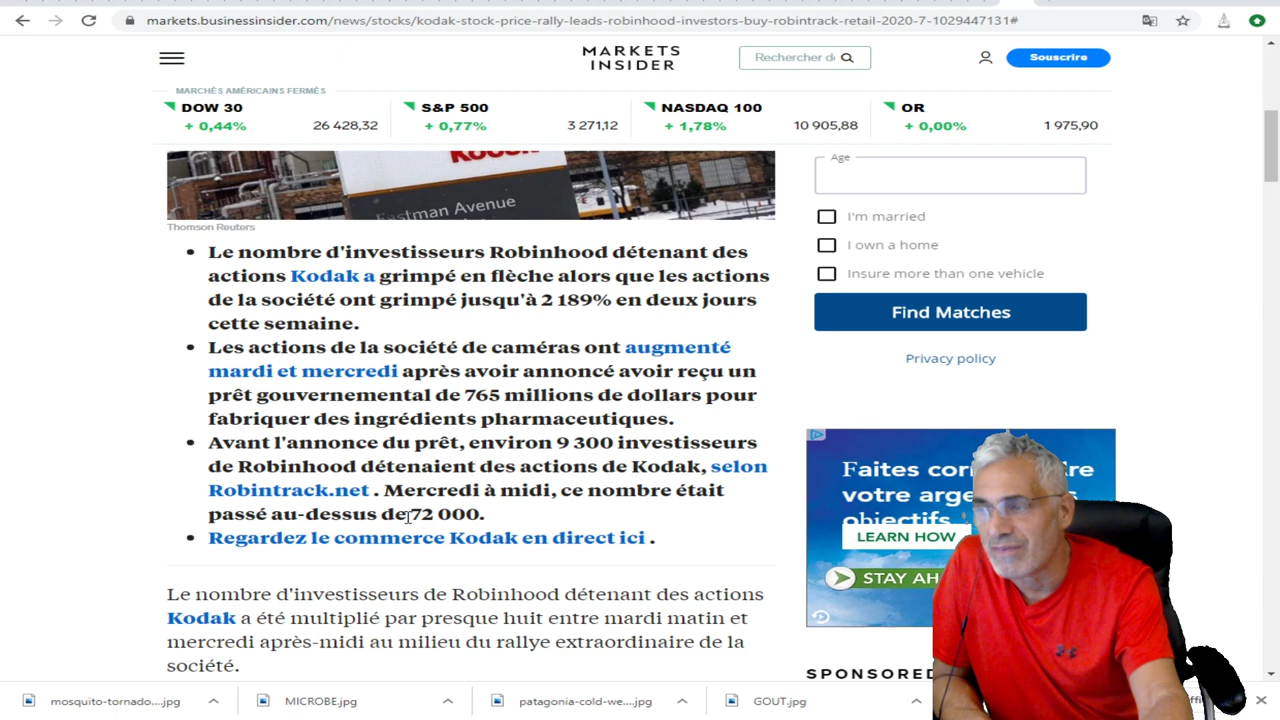 markets.businessinsider.com/news/stocks/kodak-stock-price-rally-leads-robinhood-investors-buy-robintrack-retail-2020-7-1029447131#
MARKETS
INSIDER
Rechercher
Souscrire
MARCHÉS AMÉRICAINS FERMÉS
DOW 30
+ 0,44% 26 428,32
S&P 500
+ 0,77% 3 271,12
NASDAQ 100
+ 1,78% 10 905,88
OR
+ 0,00% 1 975,90
Kodak
Eastman Avenue
Thomson Reuters
Le nombre d'investisseurs Robinhood détenant des
actions Kodak a grimpé en flèche alors que les actions
de la société ont grimpé jusqu'à 2 189% en deux jours
cette semaine.
Les actions de la société de caméras ont augmenté
mardi et mercredi après avoir annoncé avoir reçu un
prêt gouvernemental de 765 millions de dollars pour
fabriquer des ingrédients pharmaceutiques.
Avant l'annonce du prêt, environ 9 300 investisseurs
de Robinhood détenaient des actions de Kodak, selon
Robintrack.net . Mercredi à midi, ce nombre était
passé au-dessus de 72 000.
Regardez le commerce Kodak en direct ici .
Le nombre d'investisseurs de Robinhood détenant des actions
Kodak a été multiplié par presque huit entre mardi matin et
mercredi après-midi au milieu du rallye extraordinaire de la
société.
Age
I'm married
I own a home
Insure more than one vehicle
Find Matches
Privacy policy
Faites
votre
objectifs
LEARN HOW
STAY
SPONSORED
mosquito-tornado....jpg
MICROBE.jpg
patagonia-cold-we....jpg
GOUT.jpg